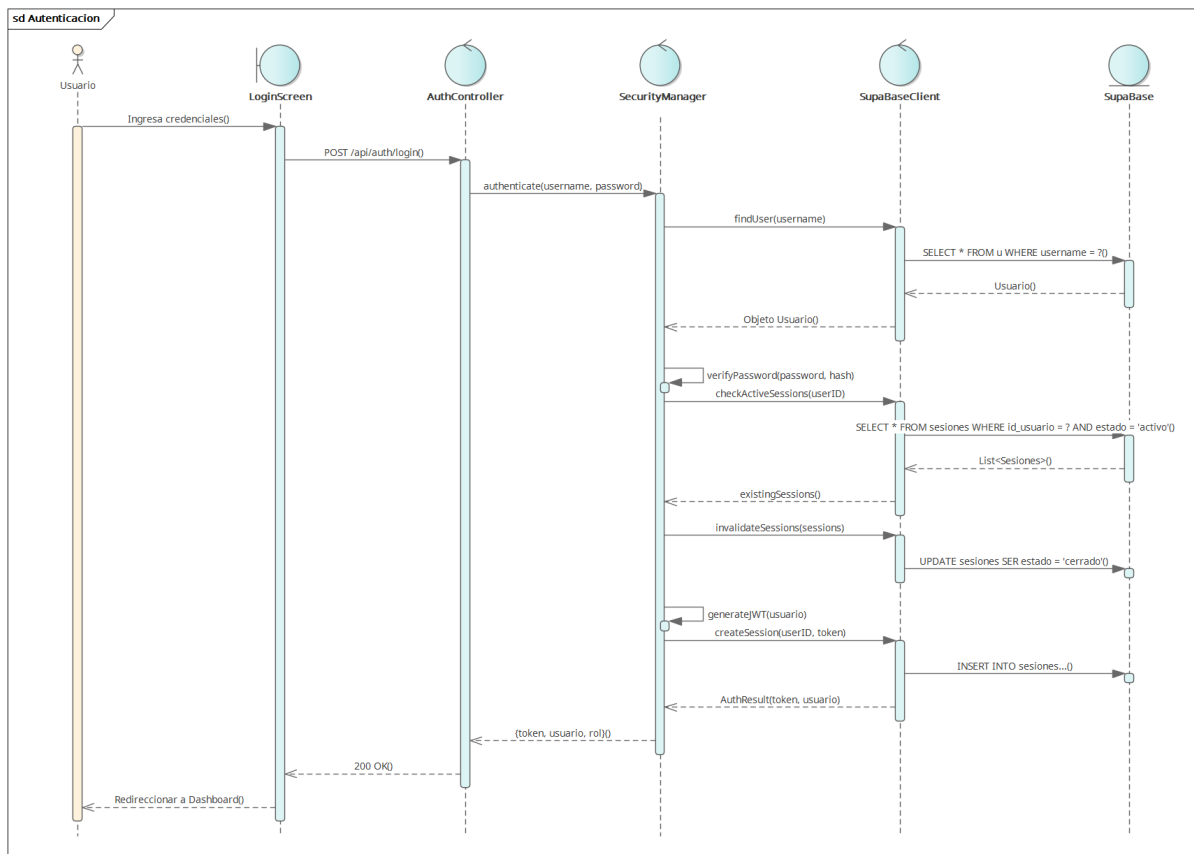 sd Autenticacion
Usuario
LoginScreen
AuthController
SecurityManager
SupaBaseClient
SupaBase
Ingresa credenciales()
POST /api/auth/login()
authenticate(username, password)
findUser(username)
SELECT * FROM u WHERE username = ?()
Usuario()
Objeto Usuario()
verifyPassword(password, hash)
checkActiveSessions(userID)
SELECT * FROM sesiones WHERE id_usuario = ? AND estado = 'activo'()
List<Sesiones>()
existingSessions()
invalidateSessions(sessions)
UPDATE sesiones SER estado = 'cerrado'()
generateJWT(usuario)
createSession(userID, token)
INSERT INTO sesiones...()
AuthResult(token, usuario)
{token, usuario, rol}()
200 OK()
Redireccionar a Dashboard()